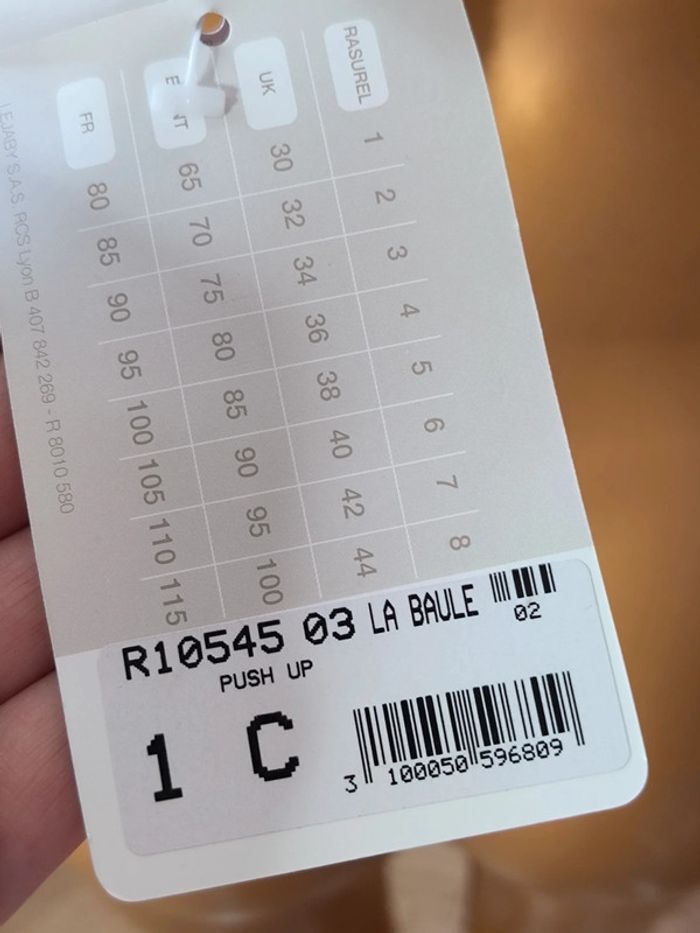 RASUREL 1 2 3 4 5 6 7 8
UK 30 32 34 36 38 40 42 44
65 70 75 80 85 90 95 100
FR 80 85 90 95 100 105 110 115
LEJABY S.A.S. RCS Lyon B 407 842 269 - R 8010 580
R10545 03 LA BAULE
02
PUSH UP
1 C
3 100050 596809